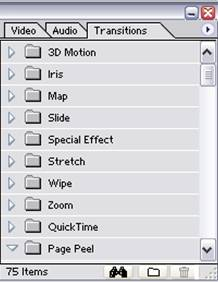 Video Audio Transitions
3D Motion
Iris
Map
Slide
Special Effect
Stretch
Wipe
Zoom
QuickTime
Page Peel
75 Items